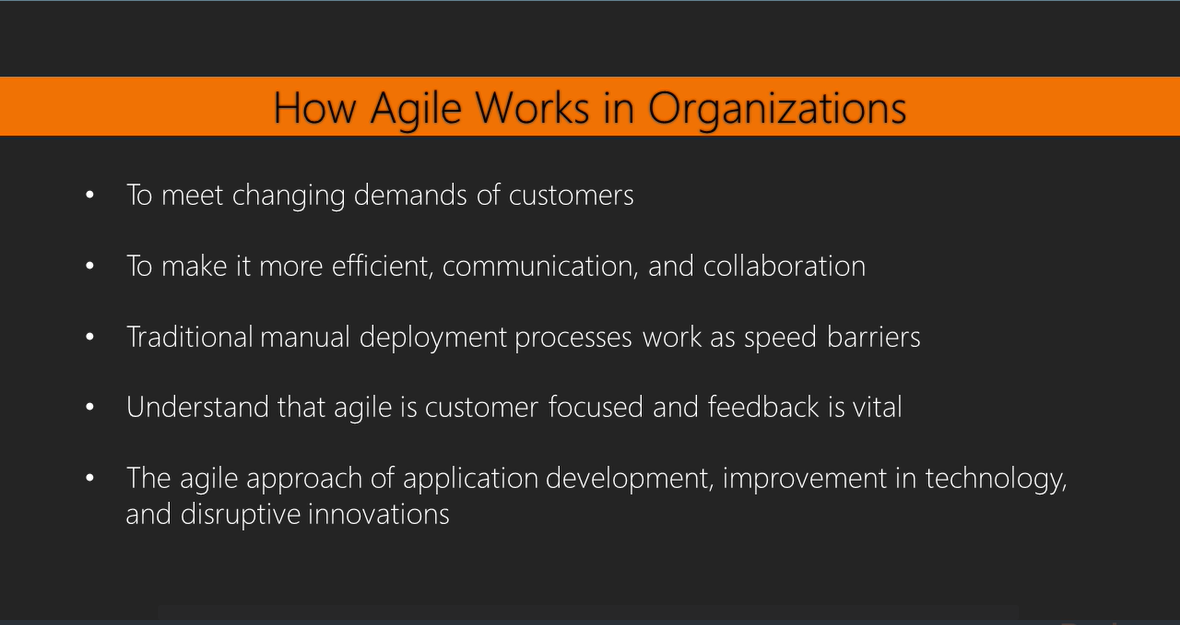 How Agile Works in Organizations
• To meet changing demands of customers
• To make it more efficient, communication, and collaboration
• Traditional manual deployment processes work as speed barriers
• Understand that agile is customer focused and feedback is vital
• The agile approach of application development, improvement in technology,
and disruptive innovations